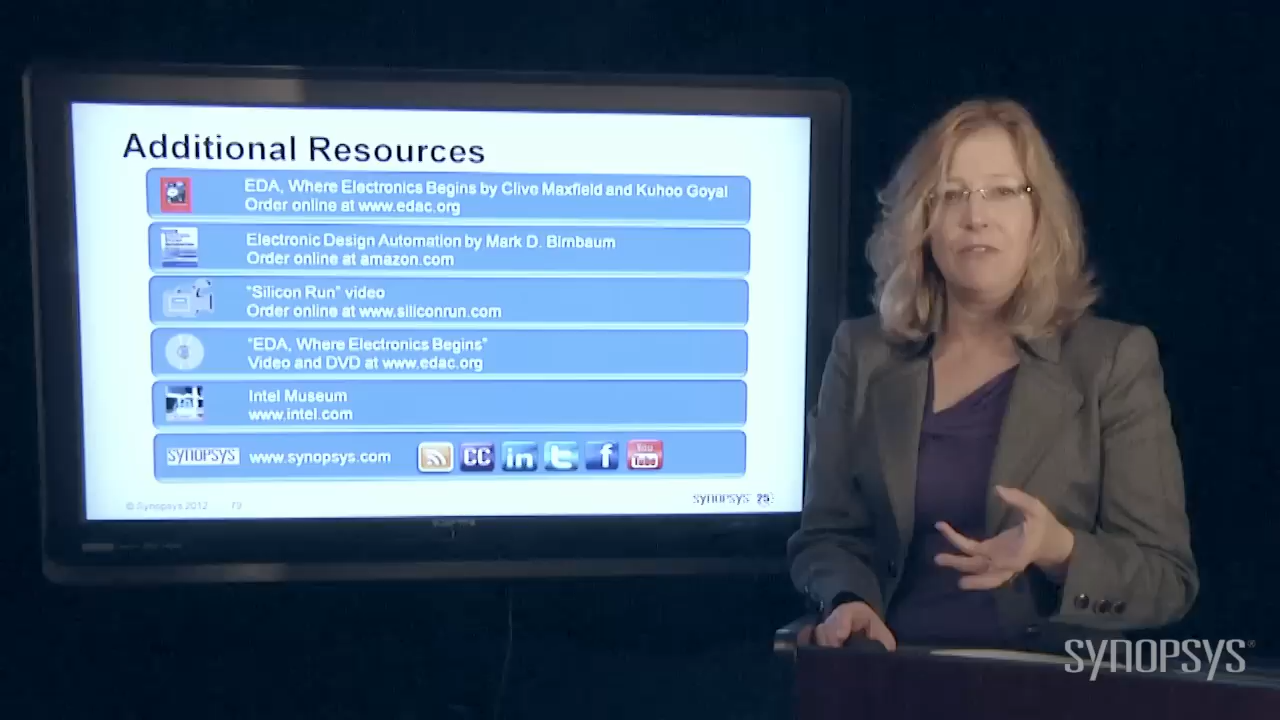 Additional Resources
EDA, Where Electronics Begins by Clive Maxfield and Kuhoo Goyal
Order online at www.edac.org
Electronic Design Automation by Mark D. Birnbaum
Order online at amazon.com
"Silicon Run" video
Order online at www.siliconrun.com
"EDA, Where Electronics Begins"
Video and DVD at www.edac.org
Intel Museum
www.intel.com
SYNOPSYS www.synopsys.com CC in t f You Tube
© Synopsys 2012 79
SYNOPSYS 25
SYNOPSYS®